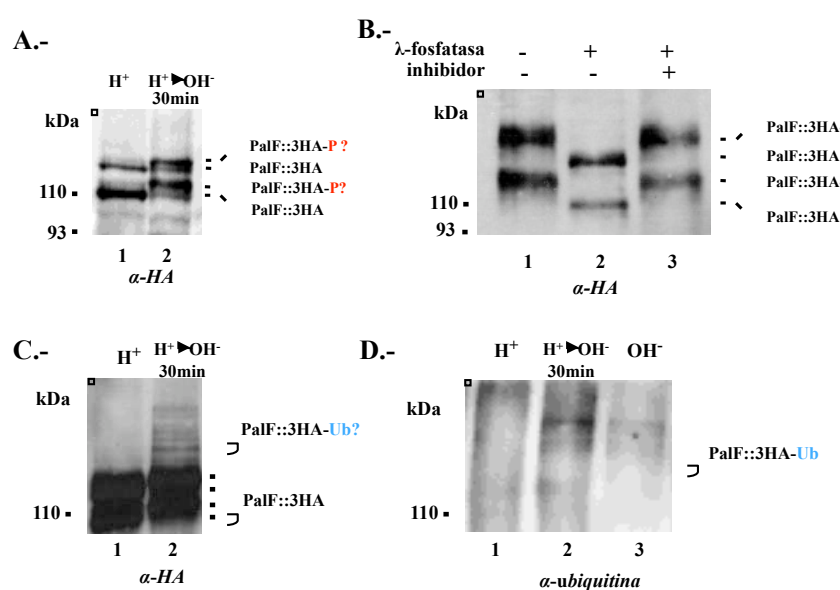 A.-
H⁺ H⁺►OH⁻
30min
kDa
110
93
PalF::3HA-P ?
PalF::3HA
PalF::3HA-P?
PalF::3HA
1 2
α-HA
B.-
λ-fosfatasa - + +
inhibidor - - +
kDa
110
93
PalF::3HA
PalF::3HA
PalF::3HA
PalF::3HA
1 2 3
α-HA
C.-
H⁺ H⁺►OH⁻
30min
kDa
110
PalF::3HA-Ub?
PalF::3HA
1 2
α-HA
D.-
H⁺ H⁺►OH⁻ OH⁻
30min
kDa
110
PalF::3HA-Ub
1 2 3
α-ubiquitina